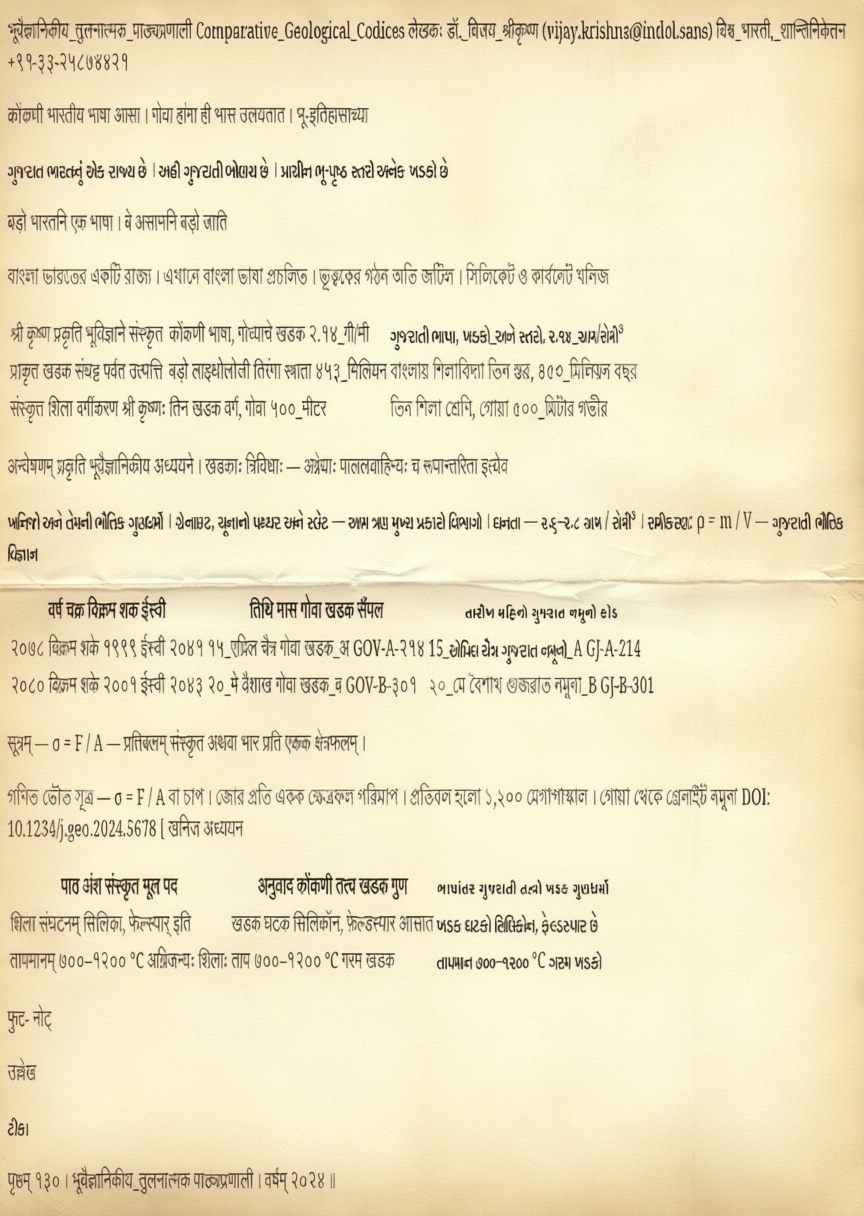 भूवैज्ञानिकीय_तुलनात्मक_पाठ्यप्रणाली Comparative_Geological_Codices लेखकः डॉ._विजय_श्रीकृष्ण (vijay.krishna@indol.sans) विश्व_भारती,_शान्तिनिकेतन
+९१-३३-२५८७४४२१
कोंकणी भारतीय भाषा आसा । गोवा हांगा ही भास उलयतात । भू-इतिहासाच्या
ગુજરાત ભારતનું એક રાજ્ય છે । અહીં ગુજરાતી બોલાય છે । પ્રાચીન ભૂ-પૃષ્ઠ સ્તરો અનેક ખડકો છે
बड़ो भारतनि एक भाषा । बे असामनि बड़ो जाति
বাংলা ভারতের একটি রাজ্য । এখানে বাংলা ভাষা প্রচলিত । ভূত্বকের গঠন অতি জটিল । সিলিকেট ও কার্বনেট খনিজ
श्री कृष्ण प्रकृति भूविज्ञाने संस्कृत कोंकणी भाषा, गोंयाचे खडक २.१४_गी/मी ગુજરાતી ભાષા, ખડકો_અને સ્તરો, ૨.૧૪_ગ્રામ/સેમી³
प्राकृत खडक संघट्ट पर्वत उत्पत्ति बड़ो लाइथोलोजी तिरंगा स्त्राता ४५३_मिलियन বাংলায় শিলাবিদ্যা তিন স্তর, ৪৫০_মিলিয়ন বছর
संस्कृत शिला वर्गीकरण श्री कृष्णः तिन खडक वर्ग, गोवा ५००_मीटर তিন শিলা শ্রেণি, গোয়া ৫০০_মিটার গভীর
अन्वेषणम् प्रकृति भूवैज्ञानिकीय अध्ययने । खडकाः त्रिविधाः — अग्नेयाः पाललवाहिन्यः च रूपान्तरिता इत्येव
ખનિજો અને તેમની ભૌતિક ગુણધર્મો । ગ્રેનાઇટ, ચૂનાનો પથ્થર અને સ્લેટ — આમ ત્રણ મુખ્ય પ્રકારો વિભાગો । ઘનતા — ૨.૬–૨.૮ ગ્રામ / સેમી³ । સમીકરણ: ρ = m / V — ગુજરાતી ભૌતિક
વિજ્ઞાન
वर्ष चक्र विक्रम शक ईस्वी तिथि मास गोवा खडक सँपल તારીખ મહિનો ગુજરાત નમૂનો કોડ
२०७८ विक्रम शके १९९९ ईस्वी २०४१ १५_एप्रिल चैत्र गोवा खडक_अ GOV-A-२१४ 15_એપ્રિલ ચૈત્ર ગુજરાત નમૂનો_A GJ-A-214
२०८० विक्रम शके २००१ ईस्वी २०४३ २०_मे वैशाख गोवा खडक_ब GOV-B-३०१ ২০_মে বৈশাখ গুজরাত নমুনা_B GJ-B-301
सूत्रम् — σ = F / A — प्रतिबलम् संस्कृत अथवा भार प्रति एकक क्षेत्रफलम् ।
গণিত ভৌত সূত্র — σ = F / A বা চাপ । জোর প্রতি একক ক্ষেত্রফল পরিমাপ । প্রতিবল হলো ১,২০০ মেগাপাস্কাল । গোয়া থেকে গ্রেনাইট নমুনা DOI:
10.1234/j.geo.2024.5678 [ खनिज अध्ययन
पाठ अंश संस्कृत मूल पद अनुवाद कोंकणी तत्व खडक गुण ભાષાંતર ગુજરાતી તત્વો ખડક ગુણધર્મો
शिला संघटनम् सिलिका, फेल्स्पार् इति खडक घटक सिलिकॉन, फ़ेल्डस्पार आसात ખડક ઘટકો સિલિકોન, ફેલ્ડસ્પાર છે
तापमानम् ७००–१२०० °C अग्निजन्यः शिलाः ताप ७००–१२०० °C गरम खडक તાપમાન ૭૦૦–૧૨૦૦ °C ગરમ ખડકો
फुट- नोट्
उल्लेख
ટીકા
पृष्ठम् १३० । भूवैज्ञानिकीय_तुलनात्मक पाठ्यप्रणाली । वर्षम् २०२४ ॥